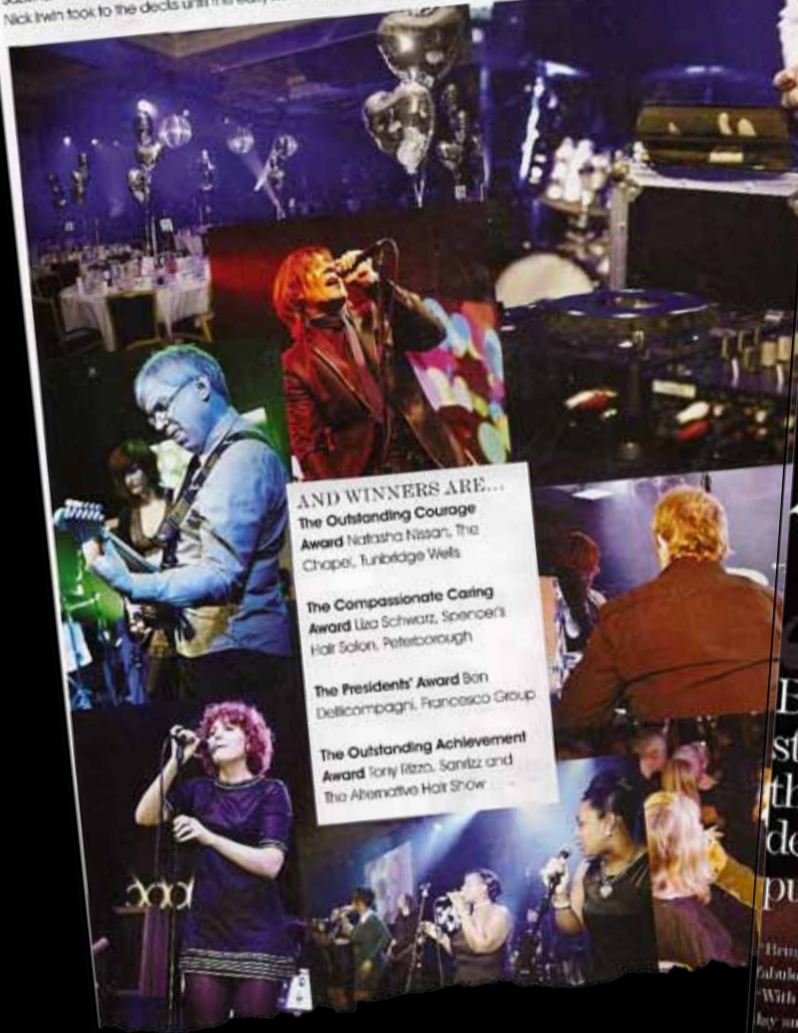 Nick Irwin took to the decks until the
AND WINNERS ARE...
The Outstanding Courage
Award Natasha Nissan, The
Chapel, Tunbridge Wells
The Compassionate Caring
Award Liza Schwarz, Spencer's
Hair Salon, Peterborough
The Presidents' Award Ben
Dellicompagni, Francesco Group
The Outstanding Achievement
Award Tony Rizzo, Sanrizz and
The Alternative Hair Show
"With